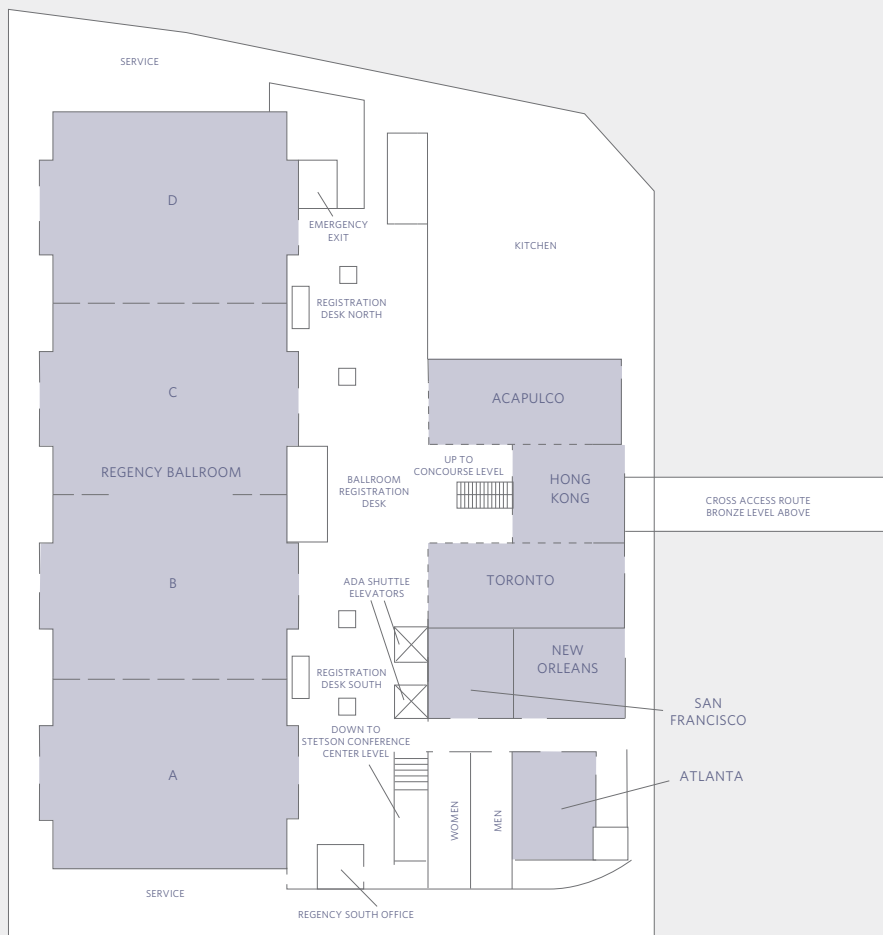 SERVICE
D
EMERGENCY
EXIT
KITCHEN
REGISTRATION
DESK NORTH
C
ACAPULCO
REGENCY BALLROOM
UP TO
CONCOURSE LEVEL
BALLROOM
REGISTRATION
DESK
HONG
KONG
CROSS ACCESS ROUTE
BRONZE LEVEL ABOVE
B
ADA SHUTTLE
ELEVATORS
TORONTO
NEW
ORLEANS
REGISTRATION
DESK SOUTH
SAN
FRANCISCO
DOWN TO
STETSON CONFERENCE
CENTER LEVEL
A
ATLANTA
WOMEN
MEN
SERVICE
REGENCY SOUTH OFFICE